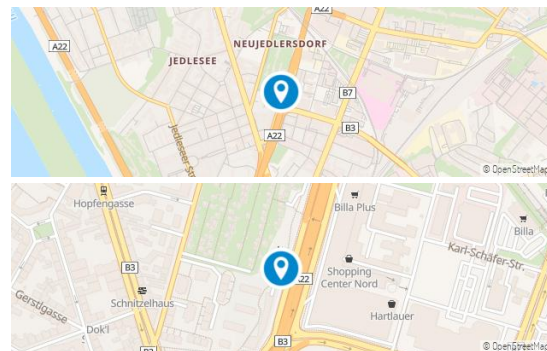 A22
NEUJEDLERSDORF
A22
JEDLESEE
B7
B3
A22
Jedleseer Str
© OpenStreetMap
Hopfengasse
Billa Plus
Billa
Karl-Schäfer-Str.
B3
A22
Shopping
Center Nord
Gerstlgasse
Schnitzelhaus
Hartlauer
Dok'l
B3
B3
© OpenStreetMap